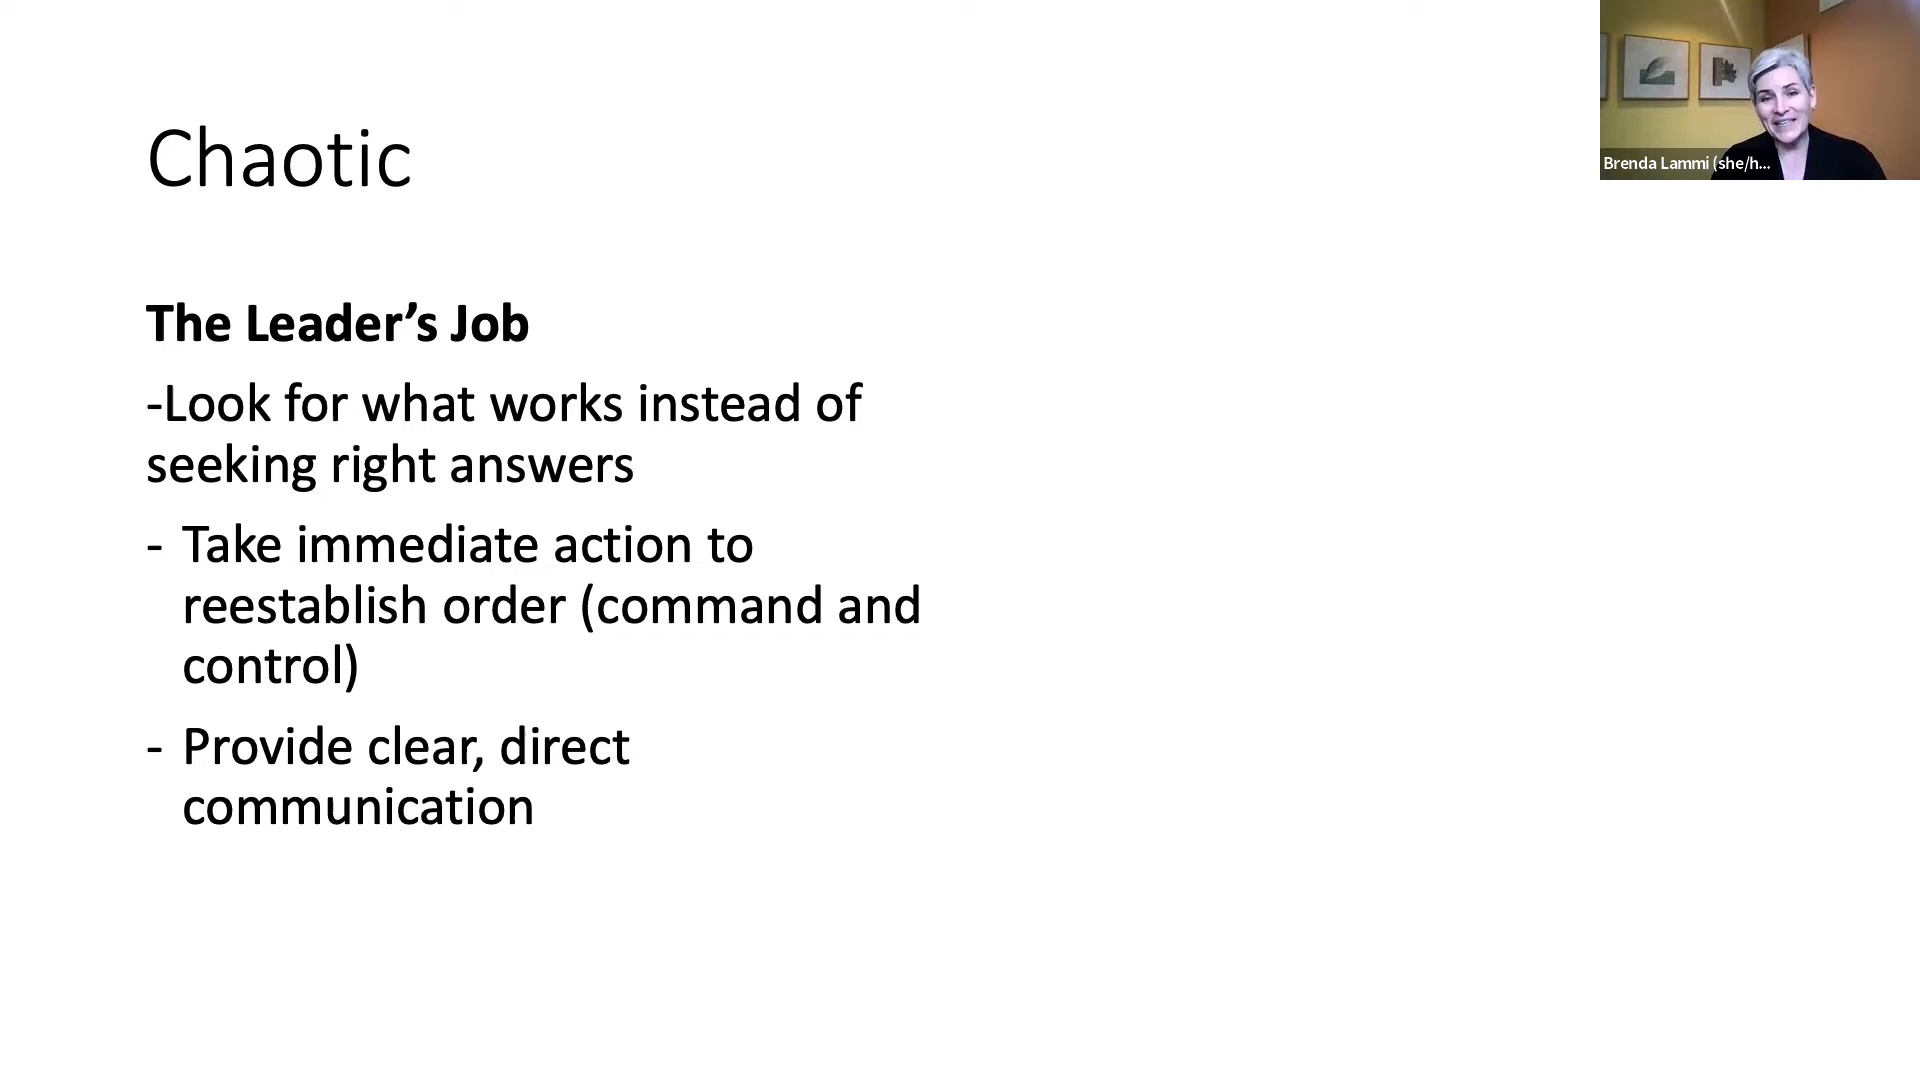 Chaotic
Brenda Lammi (she/h...
The Leader’s Job
-Look for what works instead of
seeking right answers
- Take immediate action to
reestablish order (command and
control)
- Provide clear, direct
communication